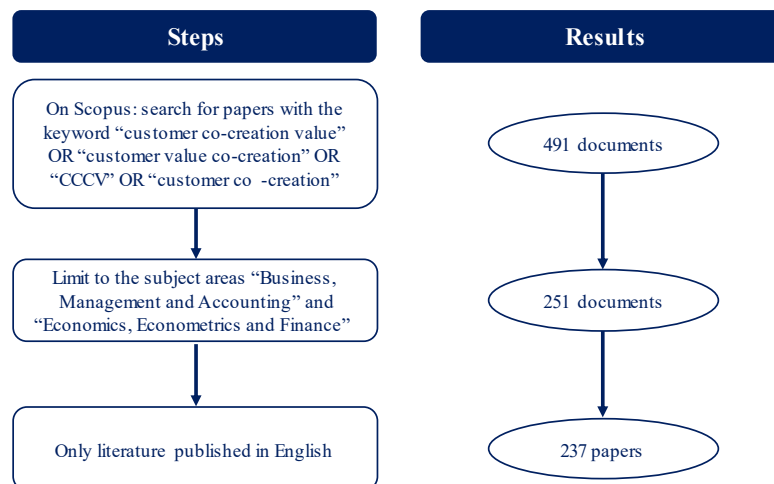 Steps
Results
On Scopus: search for papers with the
keyword “customer co-creation value”
OR “customer value co-creation” OR
“CCCV” OR “customer co -creation”
491 documents
Limit to the subject areas “Business,
Management and Accounting” and
“Economics, Econometrics and Finance”
251 documents
Only literature published in English
237 papers